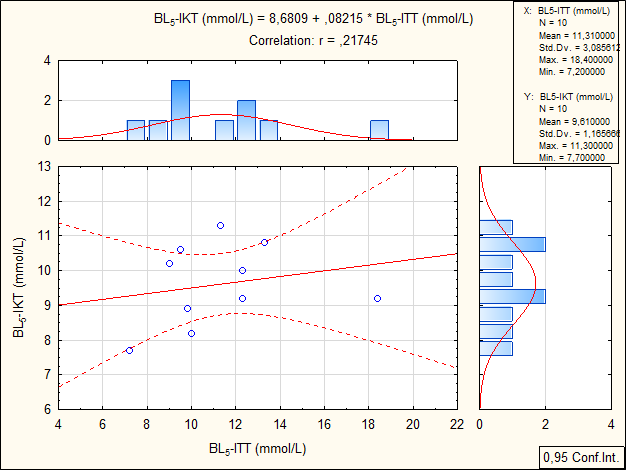 BL5-IKT (mmol/L) = 8,6809 + ,08215 * BL5-ITT (mmol/L)
Correlation: r = ,21745
X: BL5-ITT (mmol/L)
N = 10
Mean = 11,310000
Std.Dv. = 3,085612
Max. = 18,400000
Min. = 7,200000
Y: BL5-IKT (mmol/L)
N = 10
Mean = 9,610000
Std.Dv. = 1,165666
Max. = 11,300000
Min. = 7,700000
4
2
0
13
12
11
10
9
8
7
6
BL5-IKT (mmol/L)
4 6 8 10 12 14 16 18 20 22
BL5-ITT (mmol/L)
0 2 4
0,95 Conf.Int.